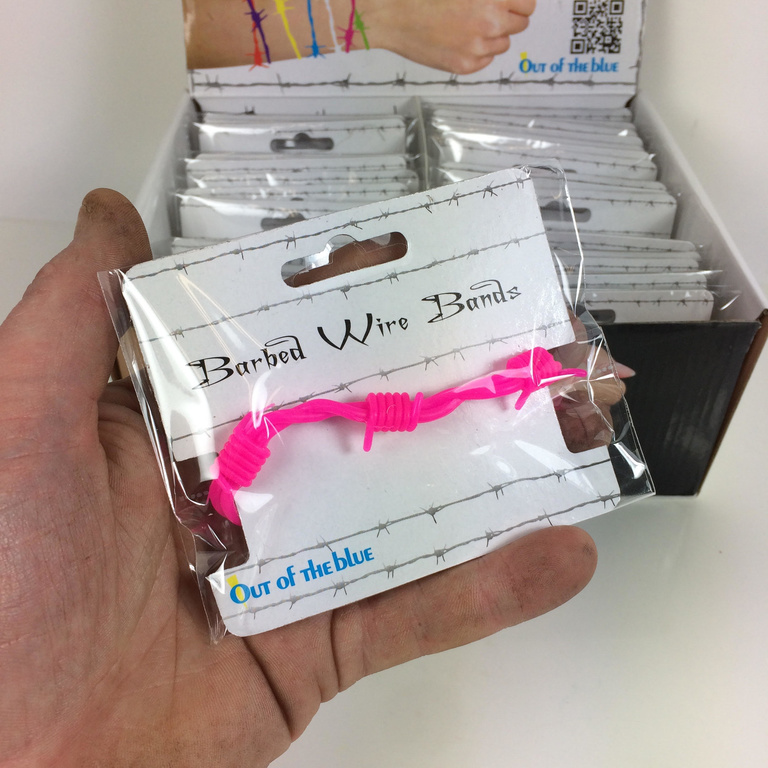 Out of the blue
Barbed Wire Bands
Out of the blue